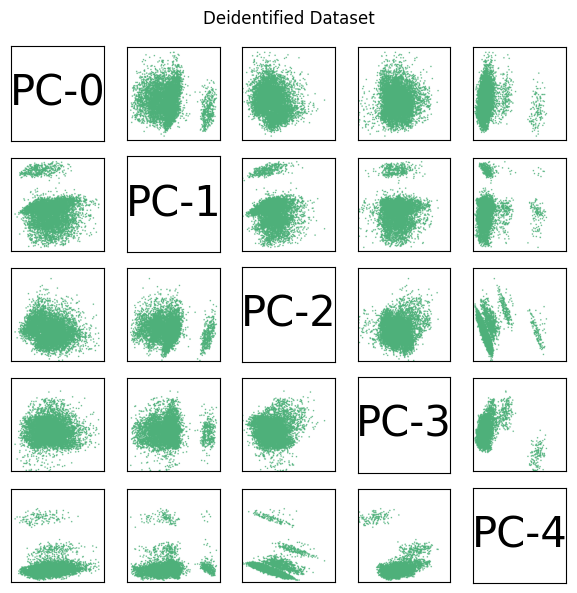 Deidentified Dataset
PC-0
PC-1
PC-2
PC-3
PC-4